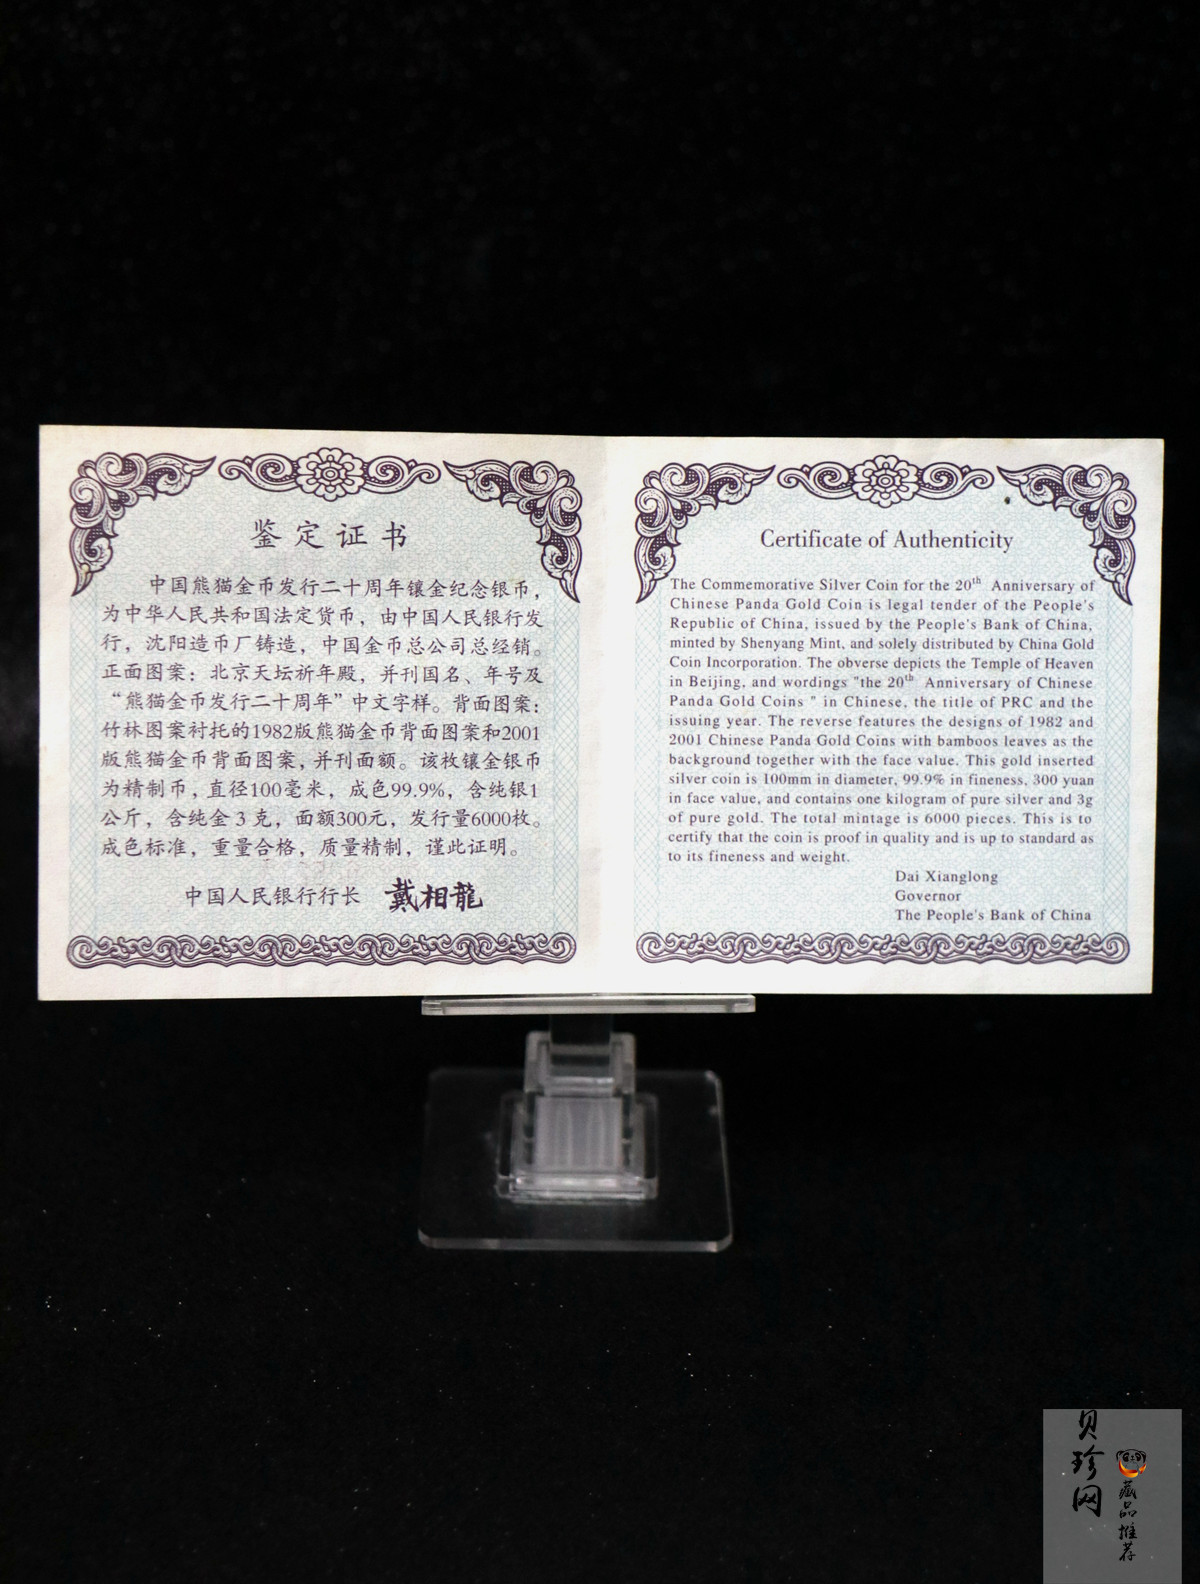 鉴定证书
中国熊猫金币发行二十周年镶金纪念银币，
为中华人民共和国法定货币，由中国人民银行发
行，沈阳造币厂铸造，中国金币总公司总经销。
正面图案：北京天坛祈年殿，并刊国名、年号及
“熊猫金币发行二十周年”中文字样。背面图案：
竹林图案衬托的1982版熊猫金币背面图案和2001
版熊猫金币背面图案，并刊面额。该枚镶金银币
为精制币，直径100毫米，成色99.9%，含纯银1
公斤，含纯金3克，面额300元，发行量6000枚。
成色标准，重量合格，质量精制，谨此证明。
中国人民银行行长 戴相龍
Certificate of Authenticity
The Commemorative Silver Coin for the 20th Anniversary of
Chinese Panda Gold Coin is legal tender of the People's
Republic of China, issued by the People's Bank of China,
minted by Shenyang Mint, and solely distributed by China Gold
Coin Incorporation. The obverse depicts the Temple of Heaven
in Beijing, and wordings "the 20th Anniversary of Chinese
Panda Gold Coins " in Chinese, the title of PRC and the
issuing year. The reverse features the designs of 1982 and
2001 Chinese Panda Gold Coins with bamboos leaves as the
background together with the face value. This gold inserted
silver coin is 100mm in diameter, 99.9% in fineness, 300 yuan
in face value, and contains one kilogram of pure silver and 3g
of pure gold. The total mintage is 6000 pieces. This is to
certify that the coin is proof in quality and is up to standard as
to its fineness and weight.
Dai Xianglong
Governor
The People's Bank of China
贝珍网
藏品推荐